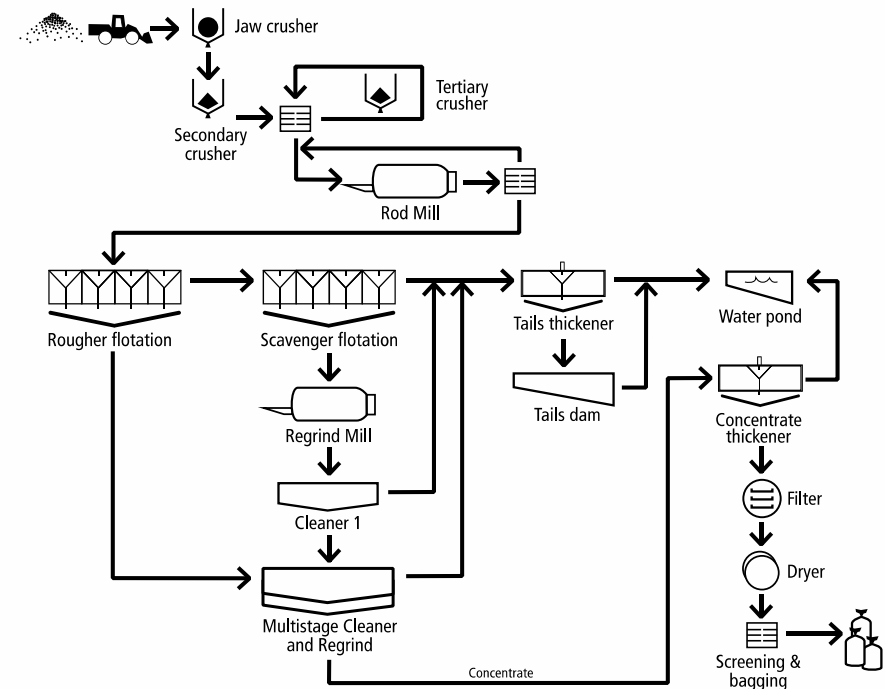 Jaw crusher
Tertiary
crusher
Secondary
crusher
Rod Mill
Rougher flotation
Scavenger flotation
Tails thickener
Water pond
Tails dam
Regrind Mill
Concentrate
thickener
Cleaner 1
Filter
Dryer
Multistage Cleaner
and Regrind
Concentrate
Screening &
bagging